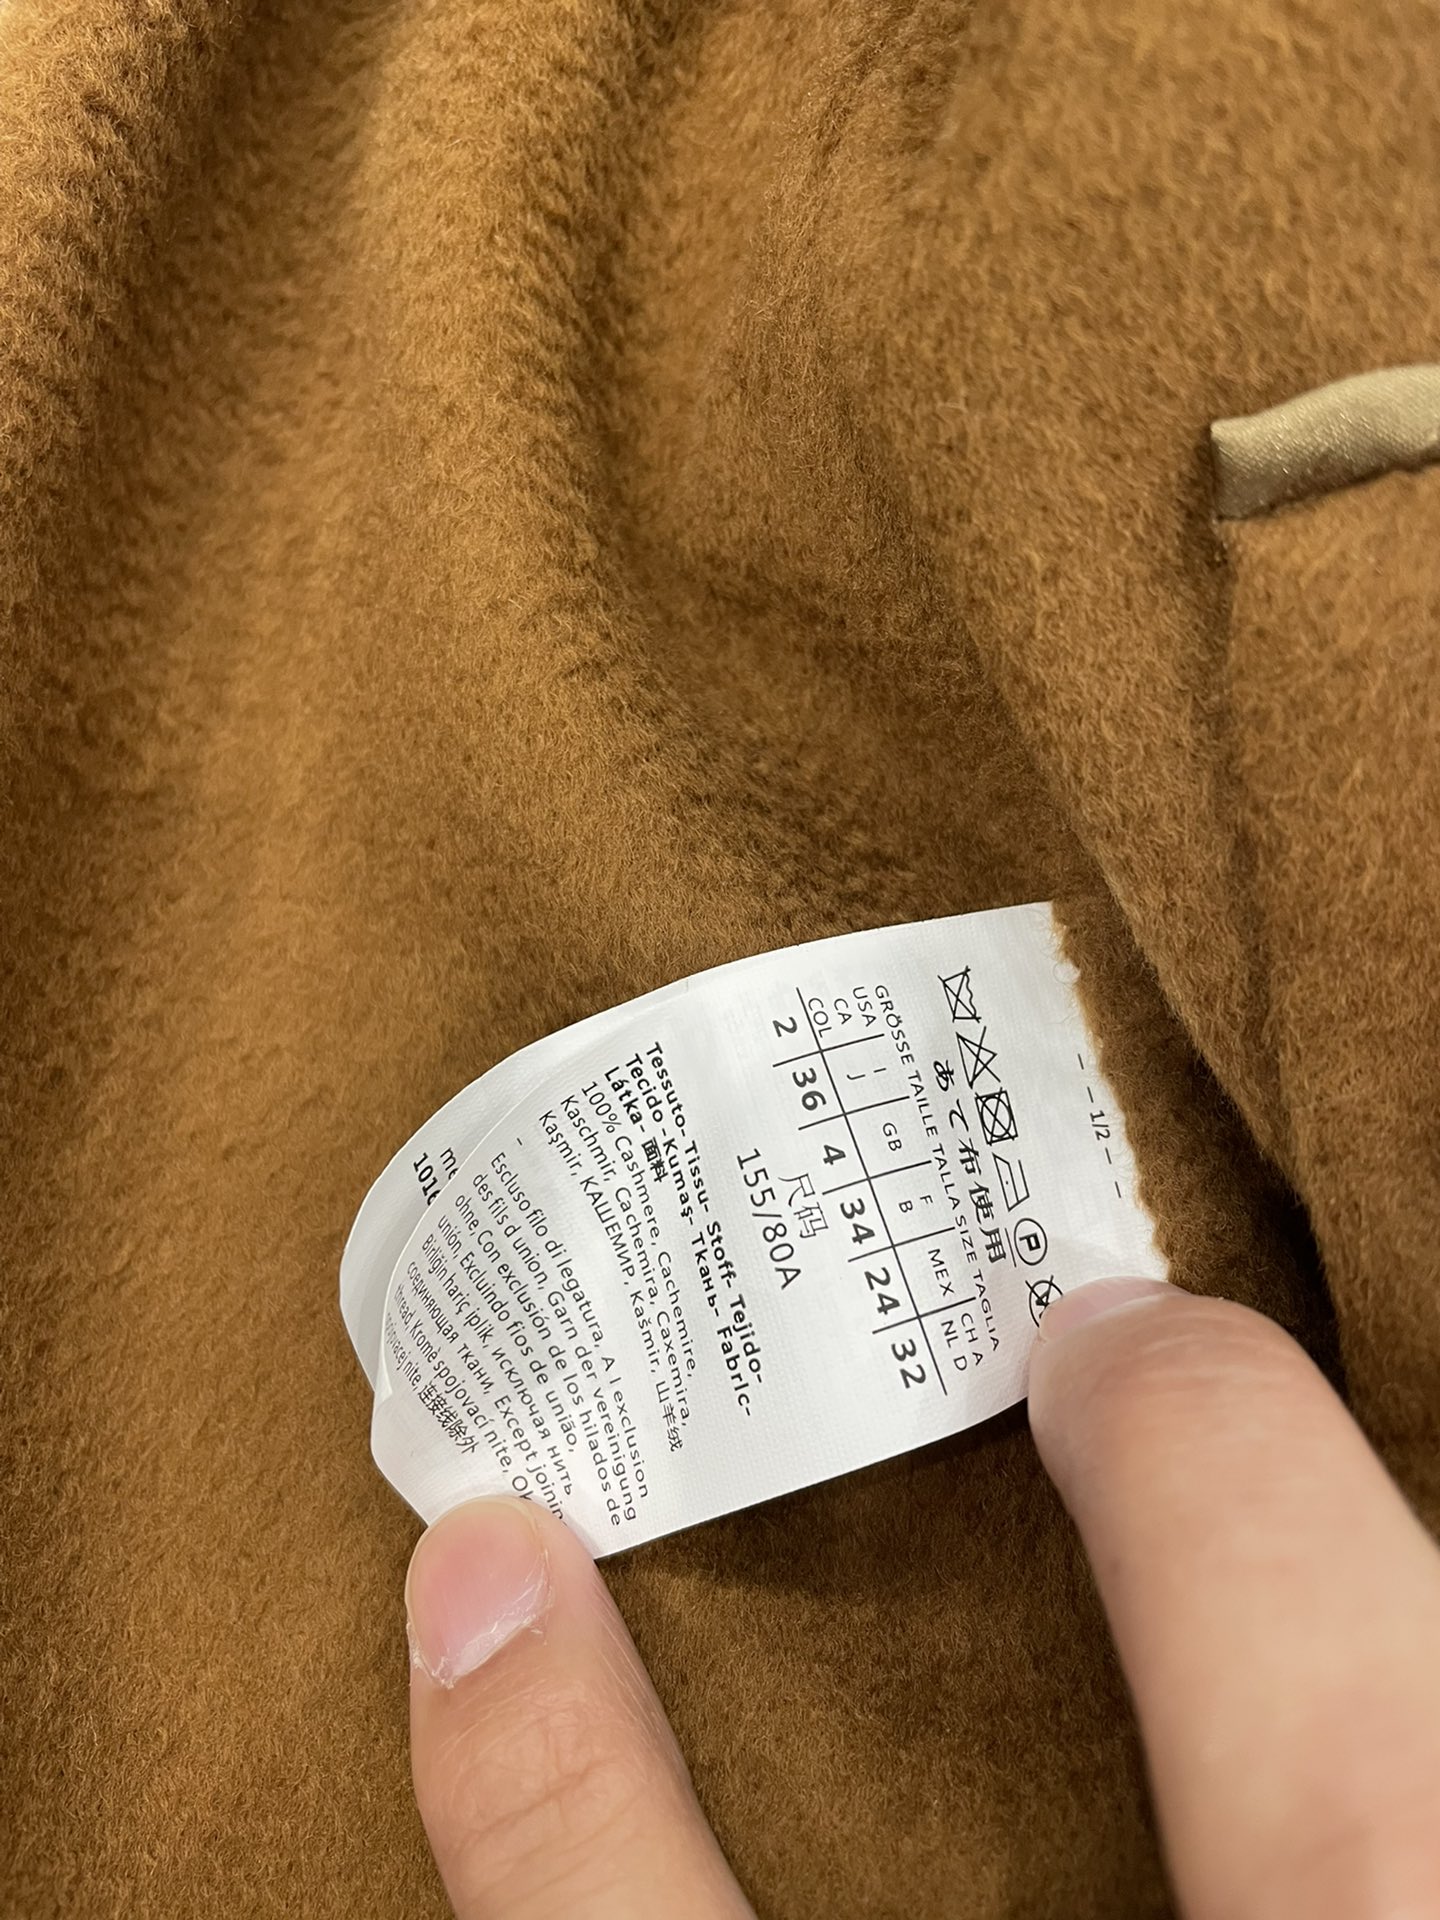 - - 1/2 - -
P
あて布使用
GRÖSSE TAILLE TALLA SIZE TAGLIA
USA I GB F MEX CH A
CA J B NL D
COL
2 36 4 34 24 32
尺码
155/80A
Tessuto- Tissu- Stoff- Tejido-
Tecido -Kumaş- Ткань- Fabric-
Látka- 面料
100% Cashmere, Cachemire,
Kaschmir, Cachemira, Caxemira,
Kaşmir, КАШЕМИР, Kašmir, 山羊绒
-
Escluso filo di legatura, A l exclusion
des fils d union, Garn der vereinigung
ohne, Con exclusión de los hilados de
unión, Excluindo fios de união,
Birliğin hariç iplik, исключая нить
соединяющая ткани, Except joining
thread, Kromě spojovací nite,
nite, 连接线除外